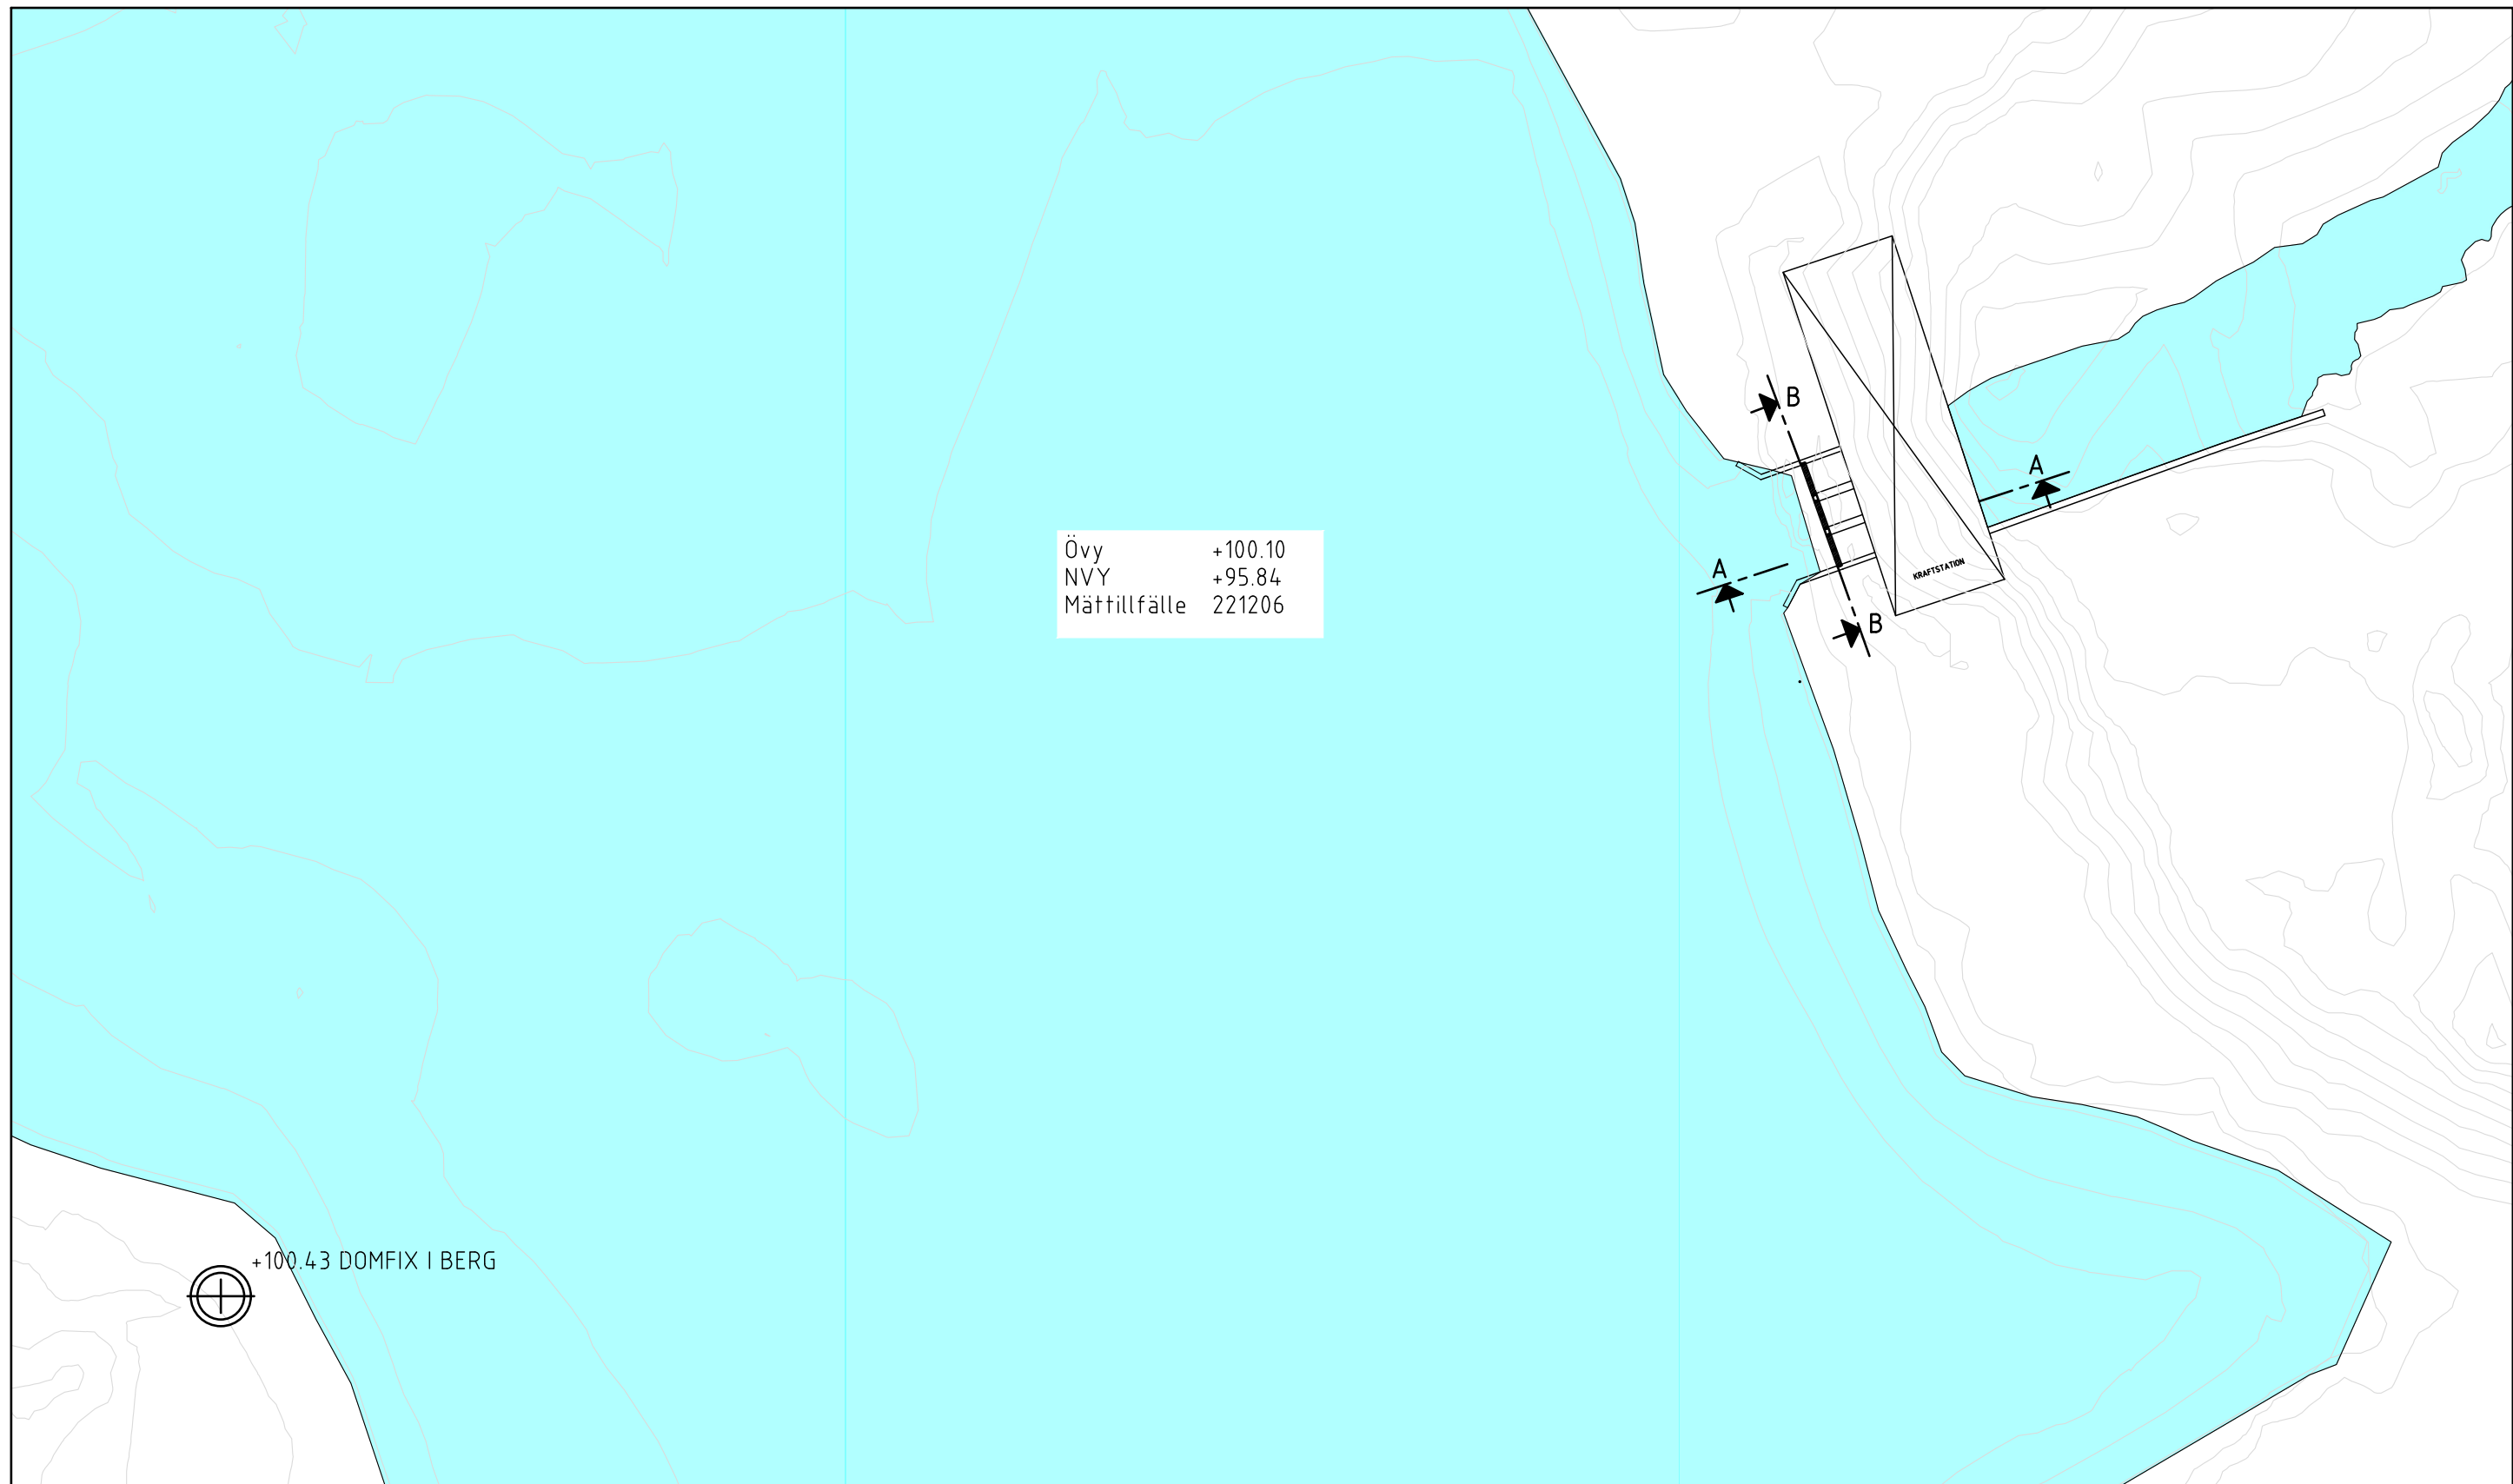 B
A
Övy +100.10
NVY +95.84
Mättillfälle 221206
A
KRAFTSTATION
B
+100.43 DOMFIX I BERG